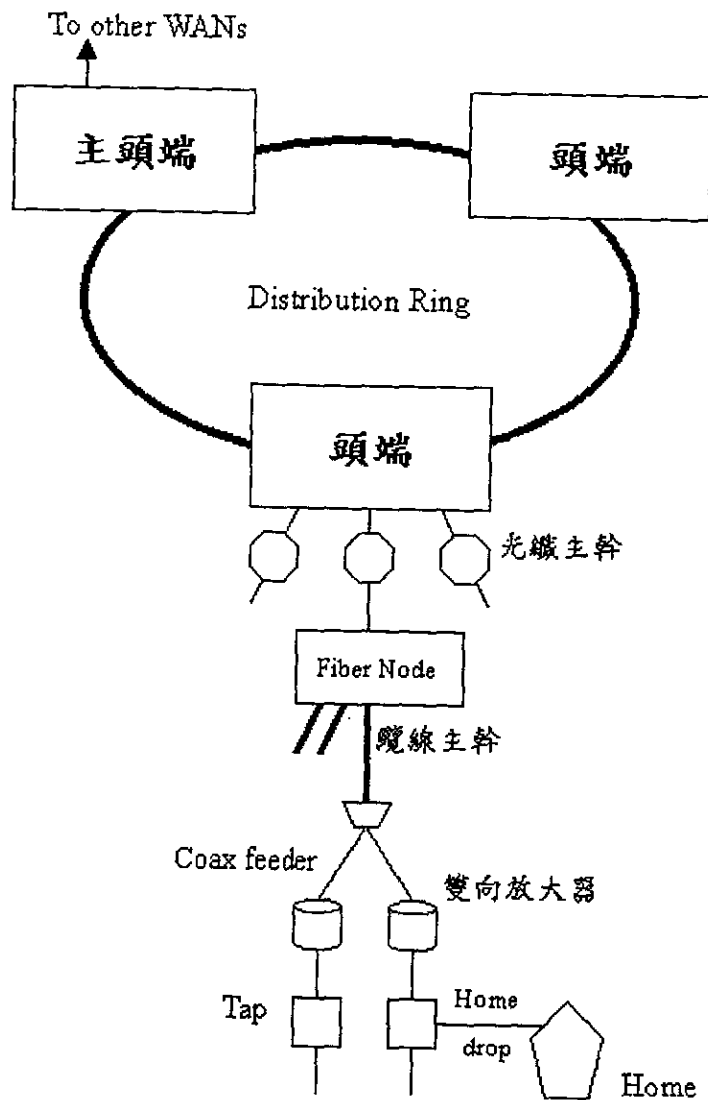 To other WANs
主頭端
頭端
Distribution Ring
頭端
光纖主幹
Fiber Node
纜線主幹
Coax feeder
雙向放大器
Tap
Home
drop
Home